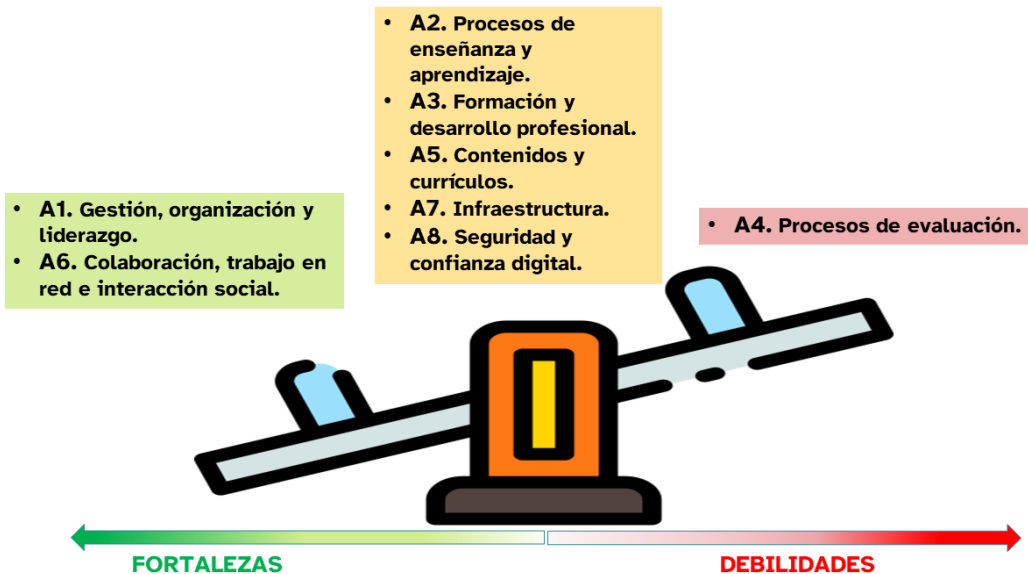 • A1. Gestión, organización y
liderazgo.
• A6. Colaboración, trabajo en
red e interacción social.
• A2. Procesos de
enseñanza y
aprendizaje.
• A3. Formación y
desarrollo profesional.
• A5. Contenidos y
currículos.
• A7. Infraestructura.
• A8. Seguridad y
confianza digital.
• A4. Procesos de evaluación.
FORTALEZAS
DEBILIDADES